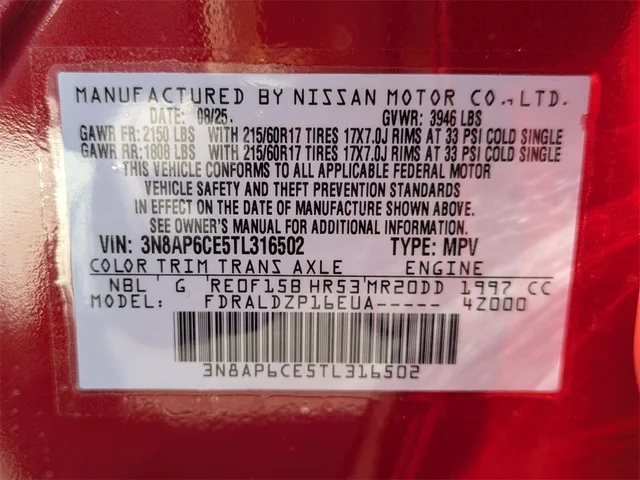 MANUFACTURED BY NISSAN MOTOR CO., LTD.
DATE: 08/25. GVWR: 3946 LBS
GAWR FR: 2150 LBS WITH 215/60R17 TIRES 17X7.0J RIMS AT 33 PSI COLD SINGLE
GAWR RR: 1808 LBS WITH 215/60R17 TIRES 17X7.0J RIMS AT 33 PSI COLD SINGLE
THIS VEHICLE CONFORMS TO ALL APPLICABLE FEDERAL MOTOR
VEHICLE SAFETY AND THEFT PREVENTION STANDARDS
IN EFFECT ON THE DATE OF MANUFACTURE SHOWN ABOVE.
SEE OWNER'S MANUAL FOR ADDITIONAL INFORMATION.
VIN: 3N8AP6CE5TL316502 TYPE: MPV
COLOR TRIM TRANS AXLE ENGINE
NBL G RE0F15B HR53 MR20DD 1997 CC
MODEL: FDRALDZP16EUA----- 4Z000
3N8AP6CE5TL316502